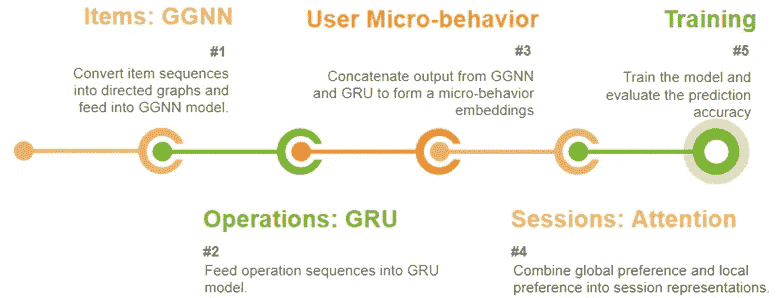 Items: GGNN
#1
Convert item sequences
into directed graphs and
feed into GGNN model.
User Micro-behavior
#3
Concatenate output from GGNN
and GRU to form a micro-behavior
embeddings
Training
#5
Train the model and
evaluate the prediction
accuracy
Operations: GRU
#2
Feed operation sequences into GRU
model.
Sessions: Attention
#4
Combine global preference and local
preference into session representations.